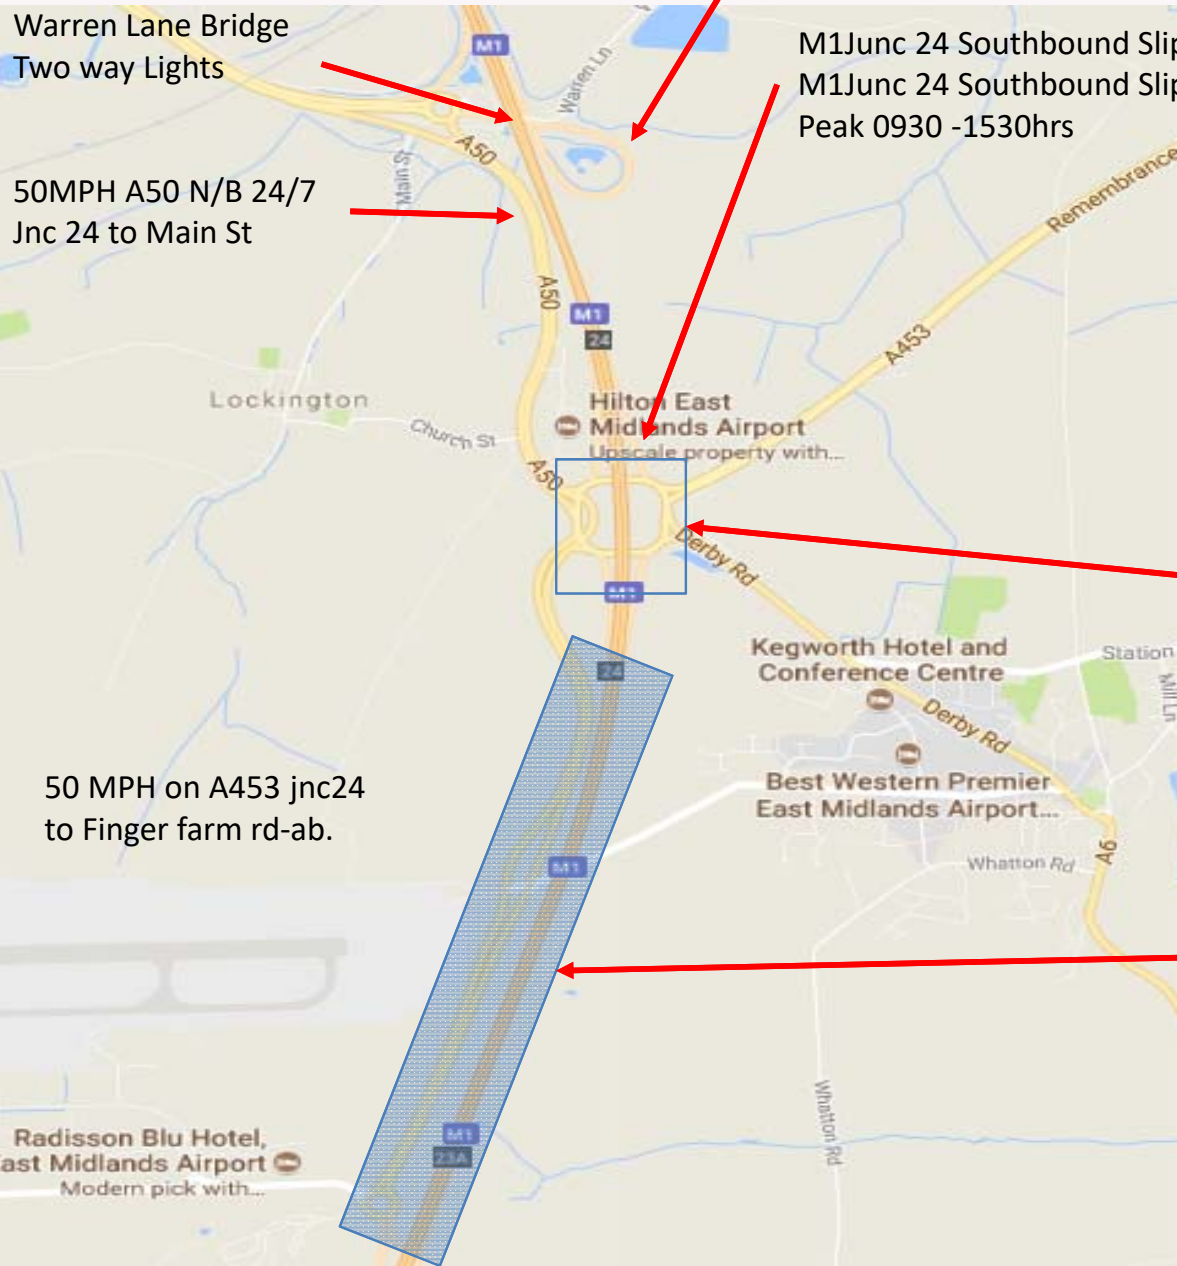 Warren Lane Bridge
Two way Lights
M1
Warren Ln
M1Junc 24 Southbound Slip
M1Junc 24 Southbound Slip
Peak 0930 -1530hrs
A50
Main St
Remembrance
50MPH A50 N/B 24/7
Jnc 24 to Main St
A50
M1
24
A453
Lockington
Church St
Hilton East
Midlands Airport
Upscale property with...
A50
Derby Rd
M1
Kegworth Hotel and
Conference Centre
Station
Mill Ln
24
Derby Rd
50 MPH on A453 jnc24
to Finger farm rd-ab.
Best Western Premier
East Midlands Airport...
M1
Whatton Rd
A6
Whatton Rd
Radisson Blu Hotel,
East Midlands Airport
Modern pick with...
M1
23A